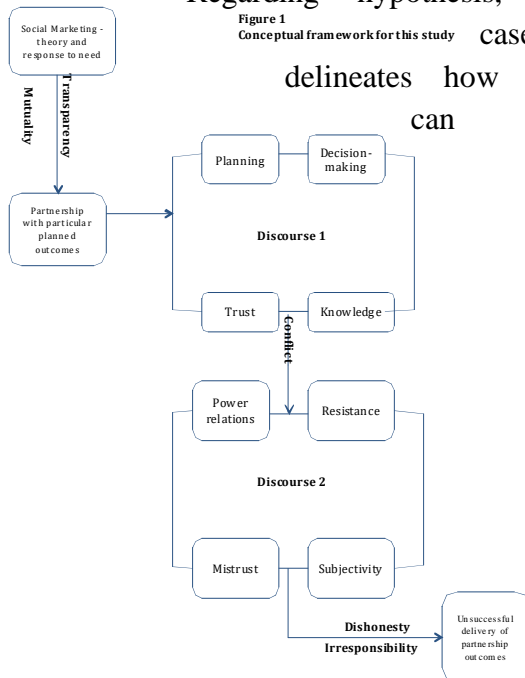 Regarding hypothesis,
Figure 1
Conceptual framework for this study
case
delineates how
can
Social Marketing -
theory and
response to need
Transparency
Mutuality
Partnership
with particular
planned
outcomes
Planning
Decision-
making
Discourse 1
Trust
Knowledge
Conflict
Power
relations
Resistance
Discourse 2
Mistrust
Subjectivity
Dishonesty
Irresponsibility
Unsuccessful
delivery of
partnership
outcomes